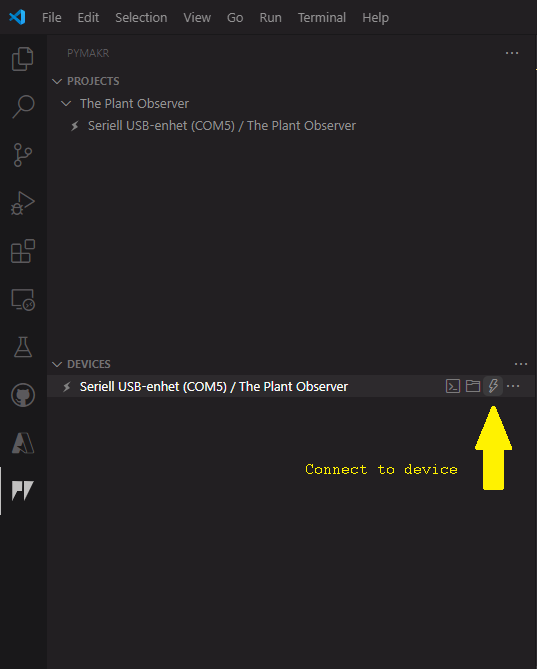 File Edit Selection View Go Run Terminal Help
PYMAKR
PROJECTS
The Plant Observer
Seriell USB-enhet (COM5) / The Plant Observer
DEVICES
Seriell USB-enhet (COM5) / The Plant Observer
Connect to device